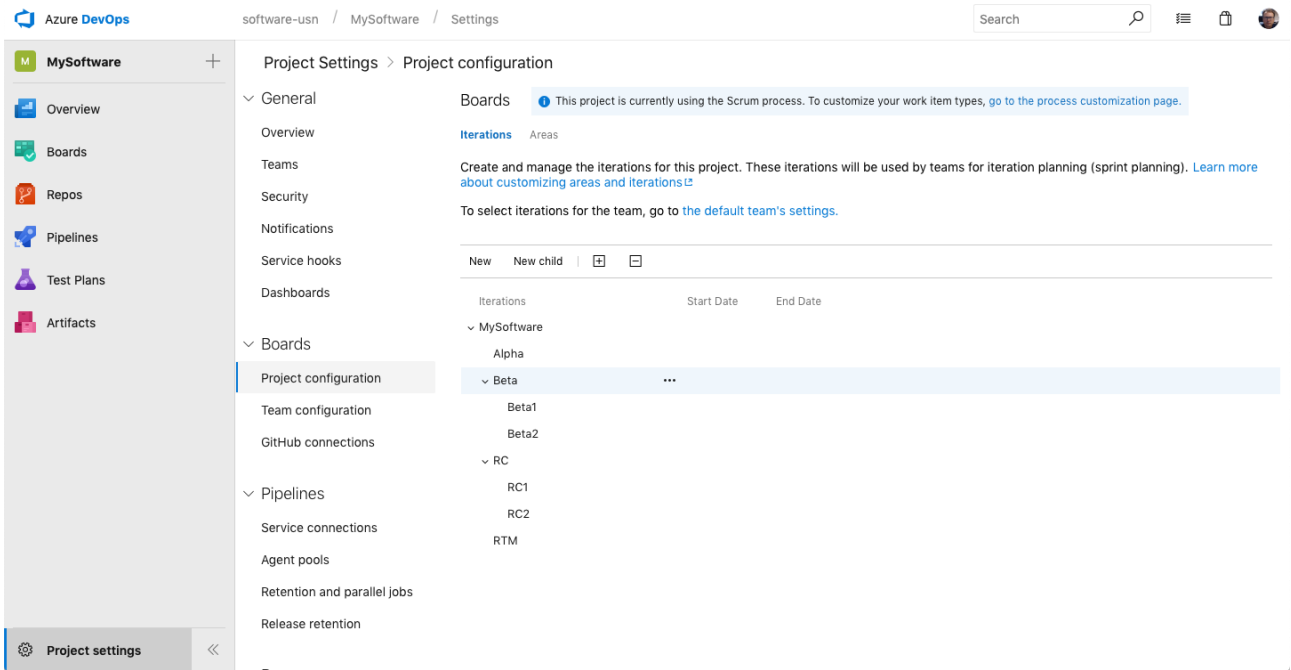 Azure DevOps
software-usn / MySoftware / Settings
Search
M MySoftware
Overview
Boards
Repos
Pipelines
Test Plans
Artifacts
Project settings
Project Settings > Project configuration
General
Overview
Teams
Security
Notifications
Service hooks
Dashboards
Boards
Project configuration
Team configuration
GitHub connections
Pipelines
Service connections
Agent pools
Retention and parallel jobs
Release retention
Boards
This project is currently using the Scrum process. To customize your work item types, go to the process customization page.
Iterations Areas
Create and manage the iterations for this project. These iterations will be used by teams for iteration planning (sprint planning). Learn more
about customizing areas and iterations
To select iterations for the team, go to the default team's settings.
New New child
Iterations Start Date End Date
MySoftware
Alpha
Beta
Beta1
Beta2
RC
RC1
RC2
RTM